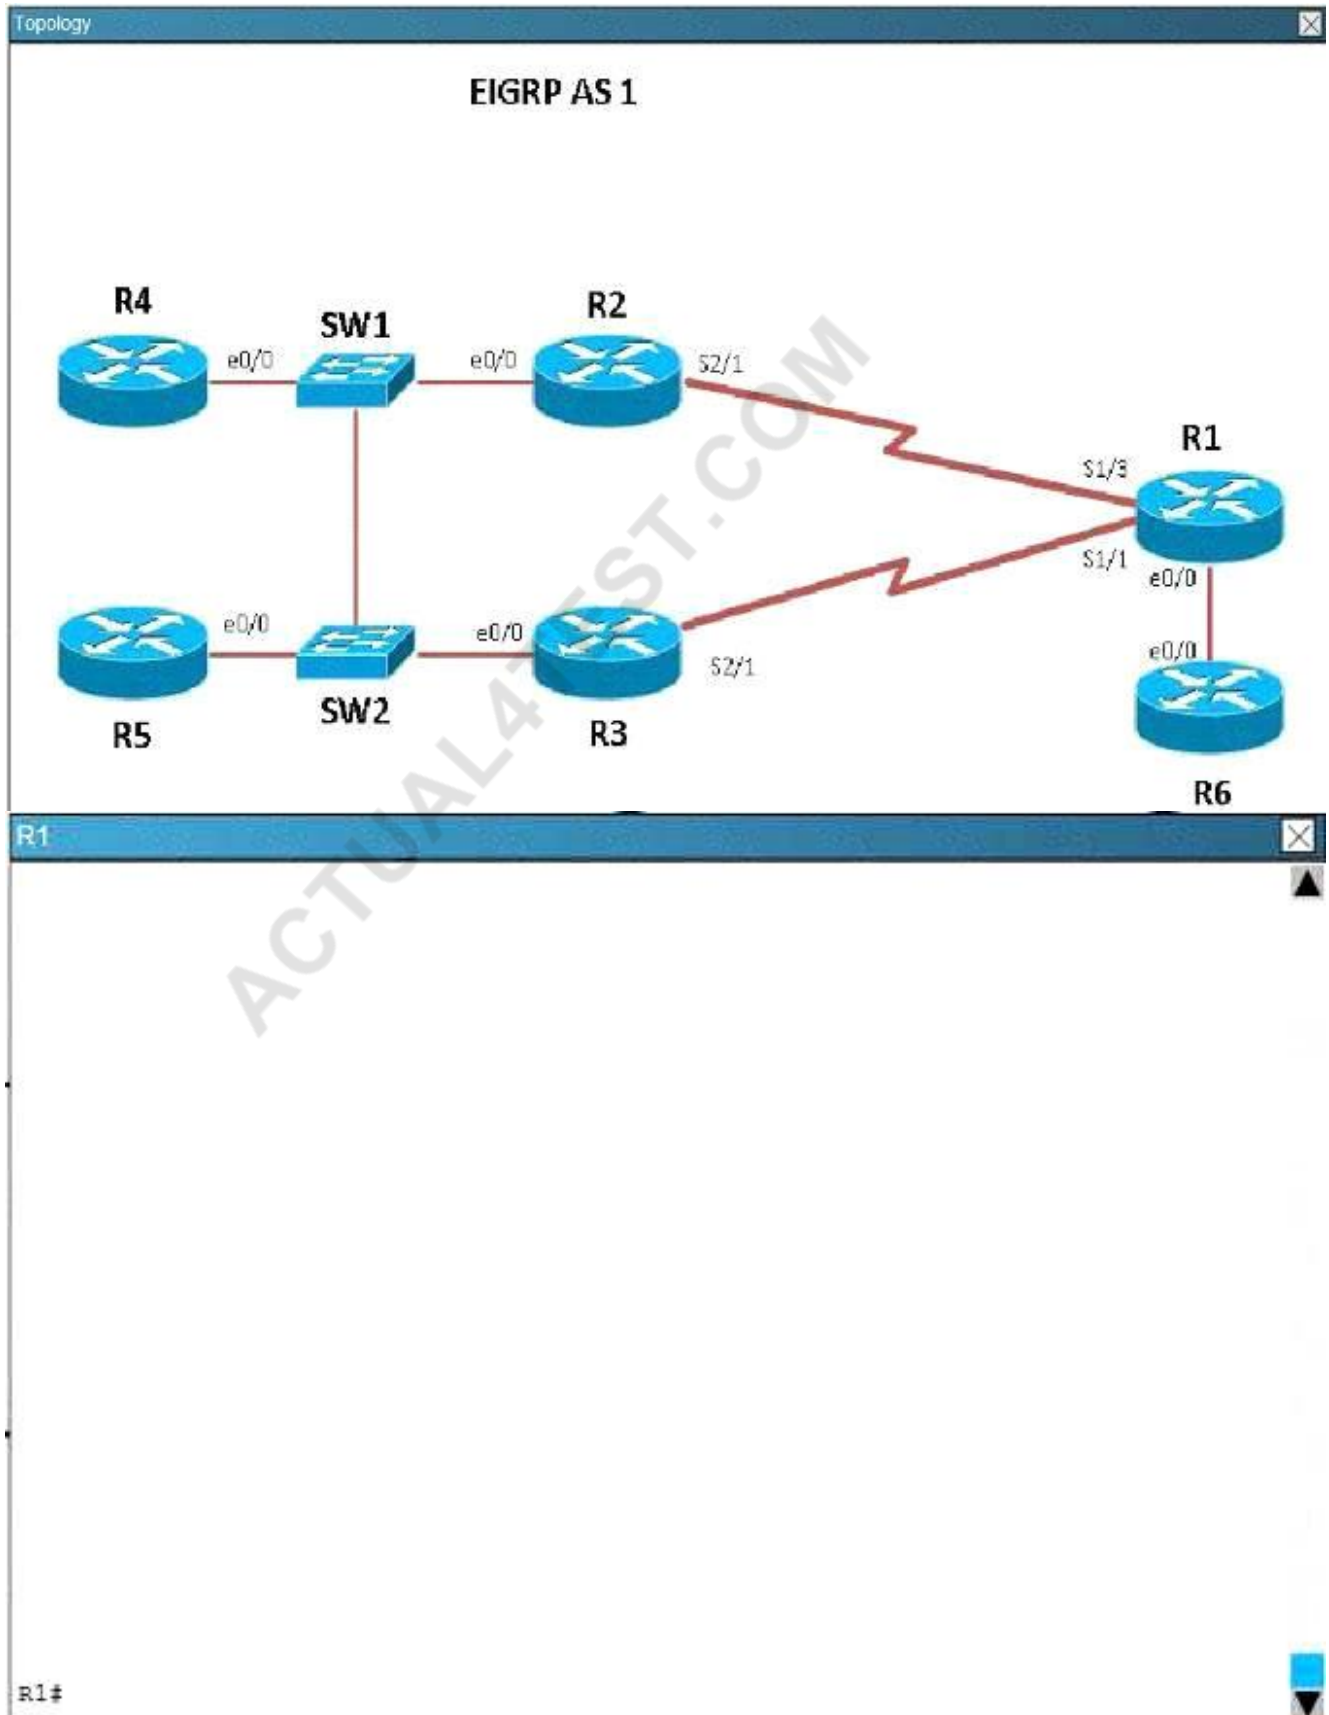 Topology
EIGRP AS 1
R4
SW1
R2
e0/0
e0/0
S2/1
R1
S1/3
S1/1
e0/0
e0/0
e0/0
e0/0
S2/1
R5
SW2
R3
R6
ACTUAL4TEST.COM
R1
R1#